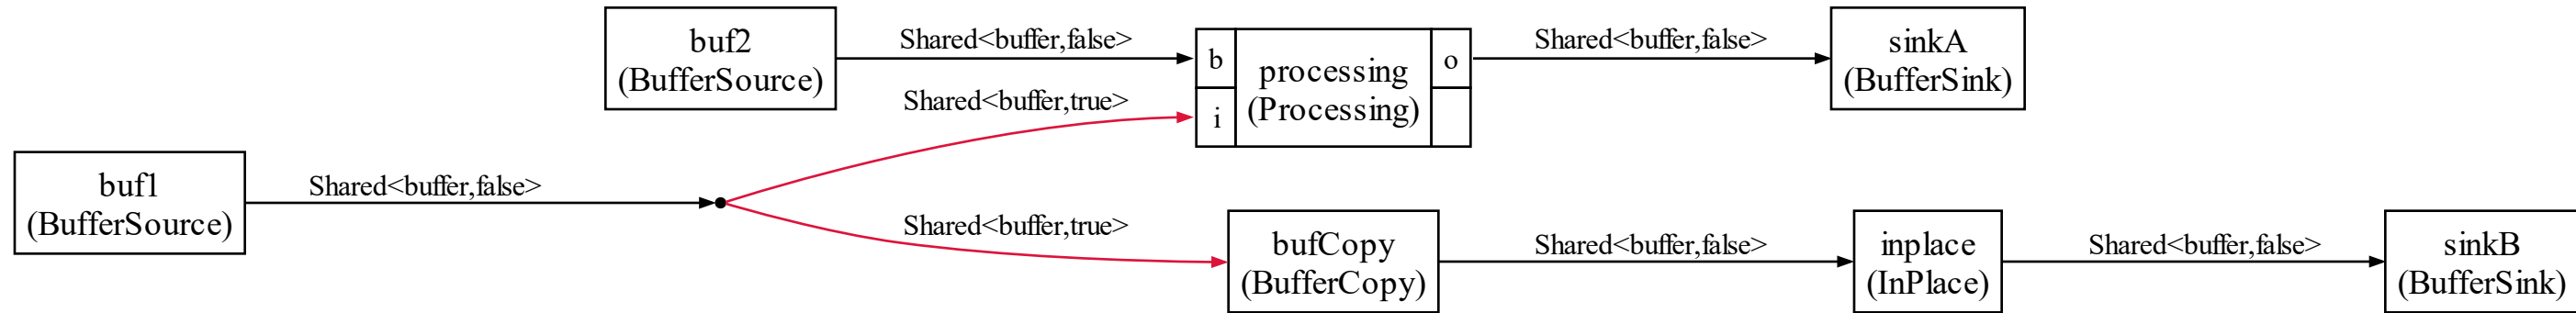 buf2
(BufferSource)
Shared<buffer,false>
b
i
processing
(Processing)
o
Shared<buffer,false>
sinkA
(BufferSink)
Shared<buffer,true>
buf1
(BufferSource)
Shared<buffer,false>
Shared<buffer,true>
bufCopy
(BufferCopy)
Shared<buffer,false>
inplace
(InPlace)
Shared<buffer,false>
sinkB
(BufferSink)